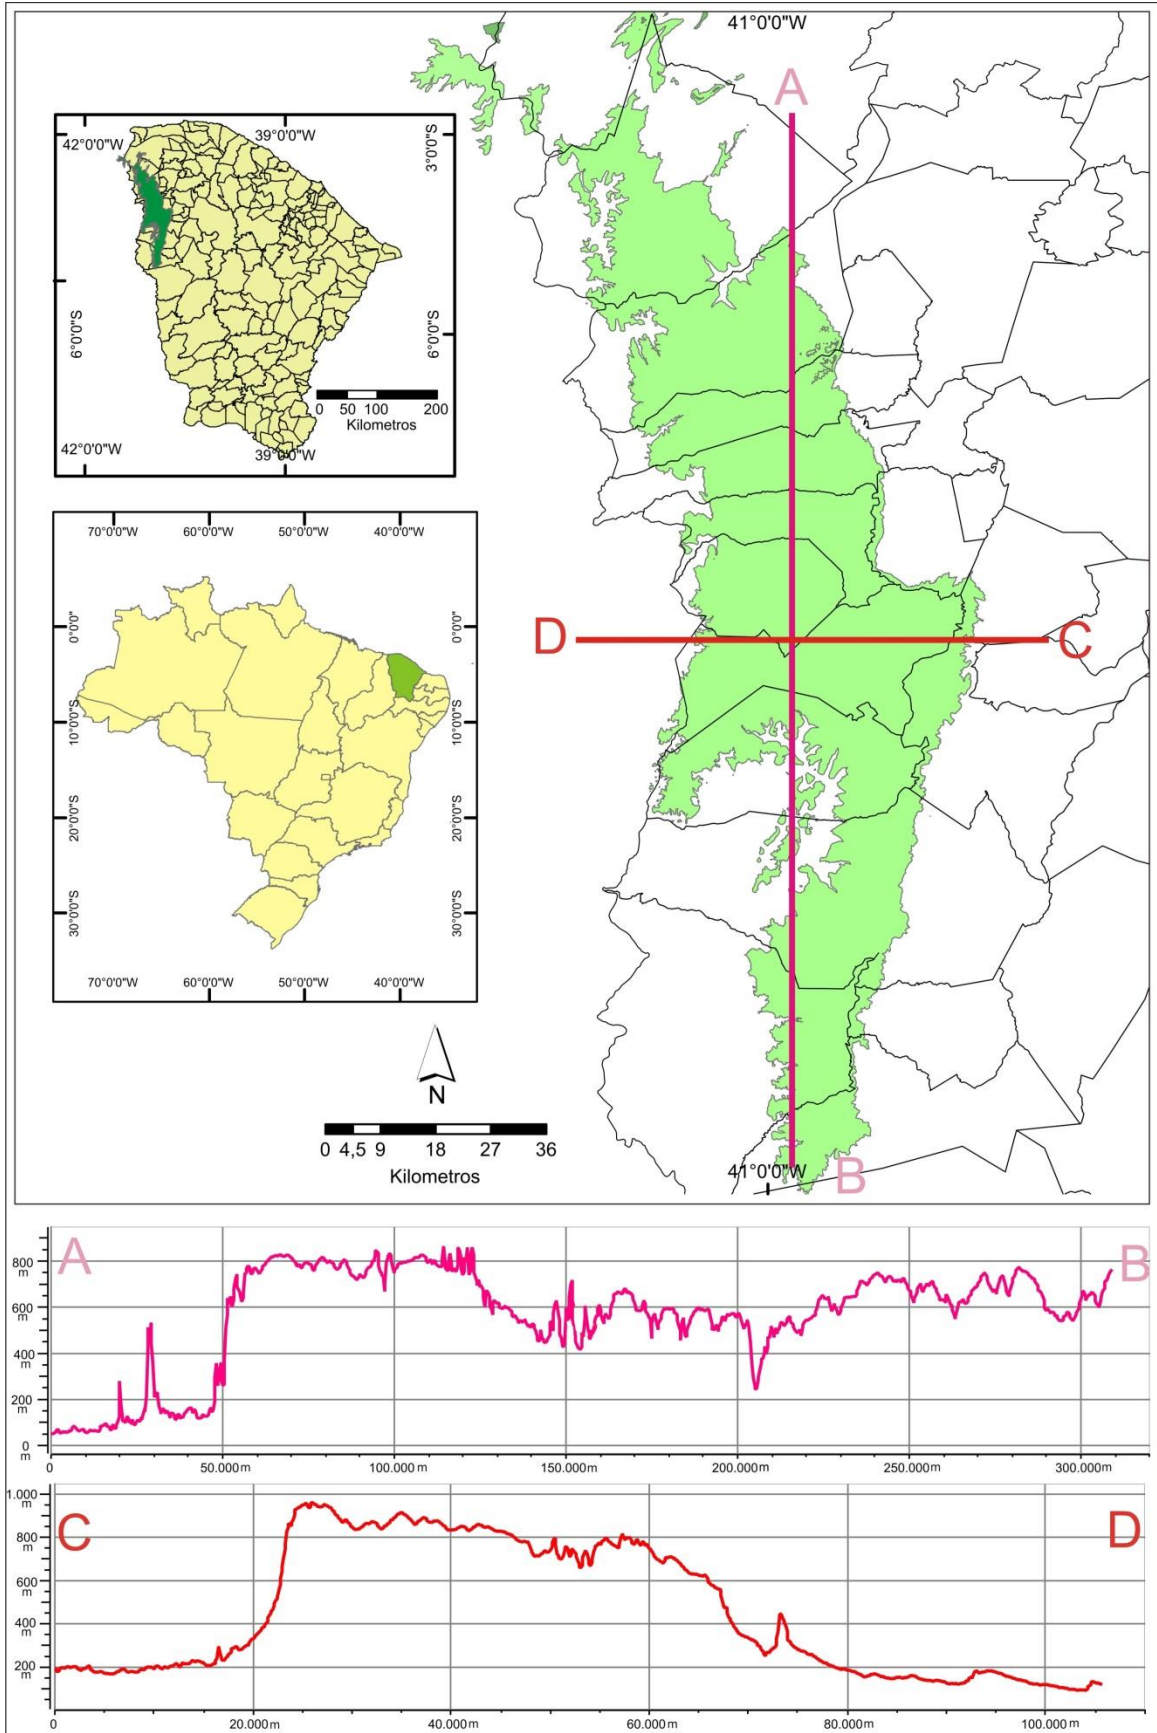 41°0'0"W
A
42°0'0"W
39°0'0"W
3°0'0"S
6°0'0"S
6°0'0"S
0 50 100 200
Kilometros
42°0'0"W
39°0'0"W
70°0'0"W 60°0'0"W 50°0'0"W 40°0'0"W
0°0'0"
0°0'0"
10°0'0"S
10°0'0"S
20°0'0"S
20°0'0"S
30°0'0"S
30°0'0"S
70°0'0"W 60°0'0"W 50°0'0"W 40°0'0"W
D
C
N
0 4,5 9 18 27 36
Kilometros
41°0'0"W
B
A
B
800
m
600
m
400
m
200
m
0
m
0 50.000m 100.000m 150.000m 200.000m 250.000m 300.000m
C
D
1.000
m
800
m
600
m
400
m
200
m
0 20.000m 40.000m 60.000m 80.000m 100.000m